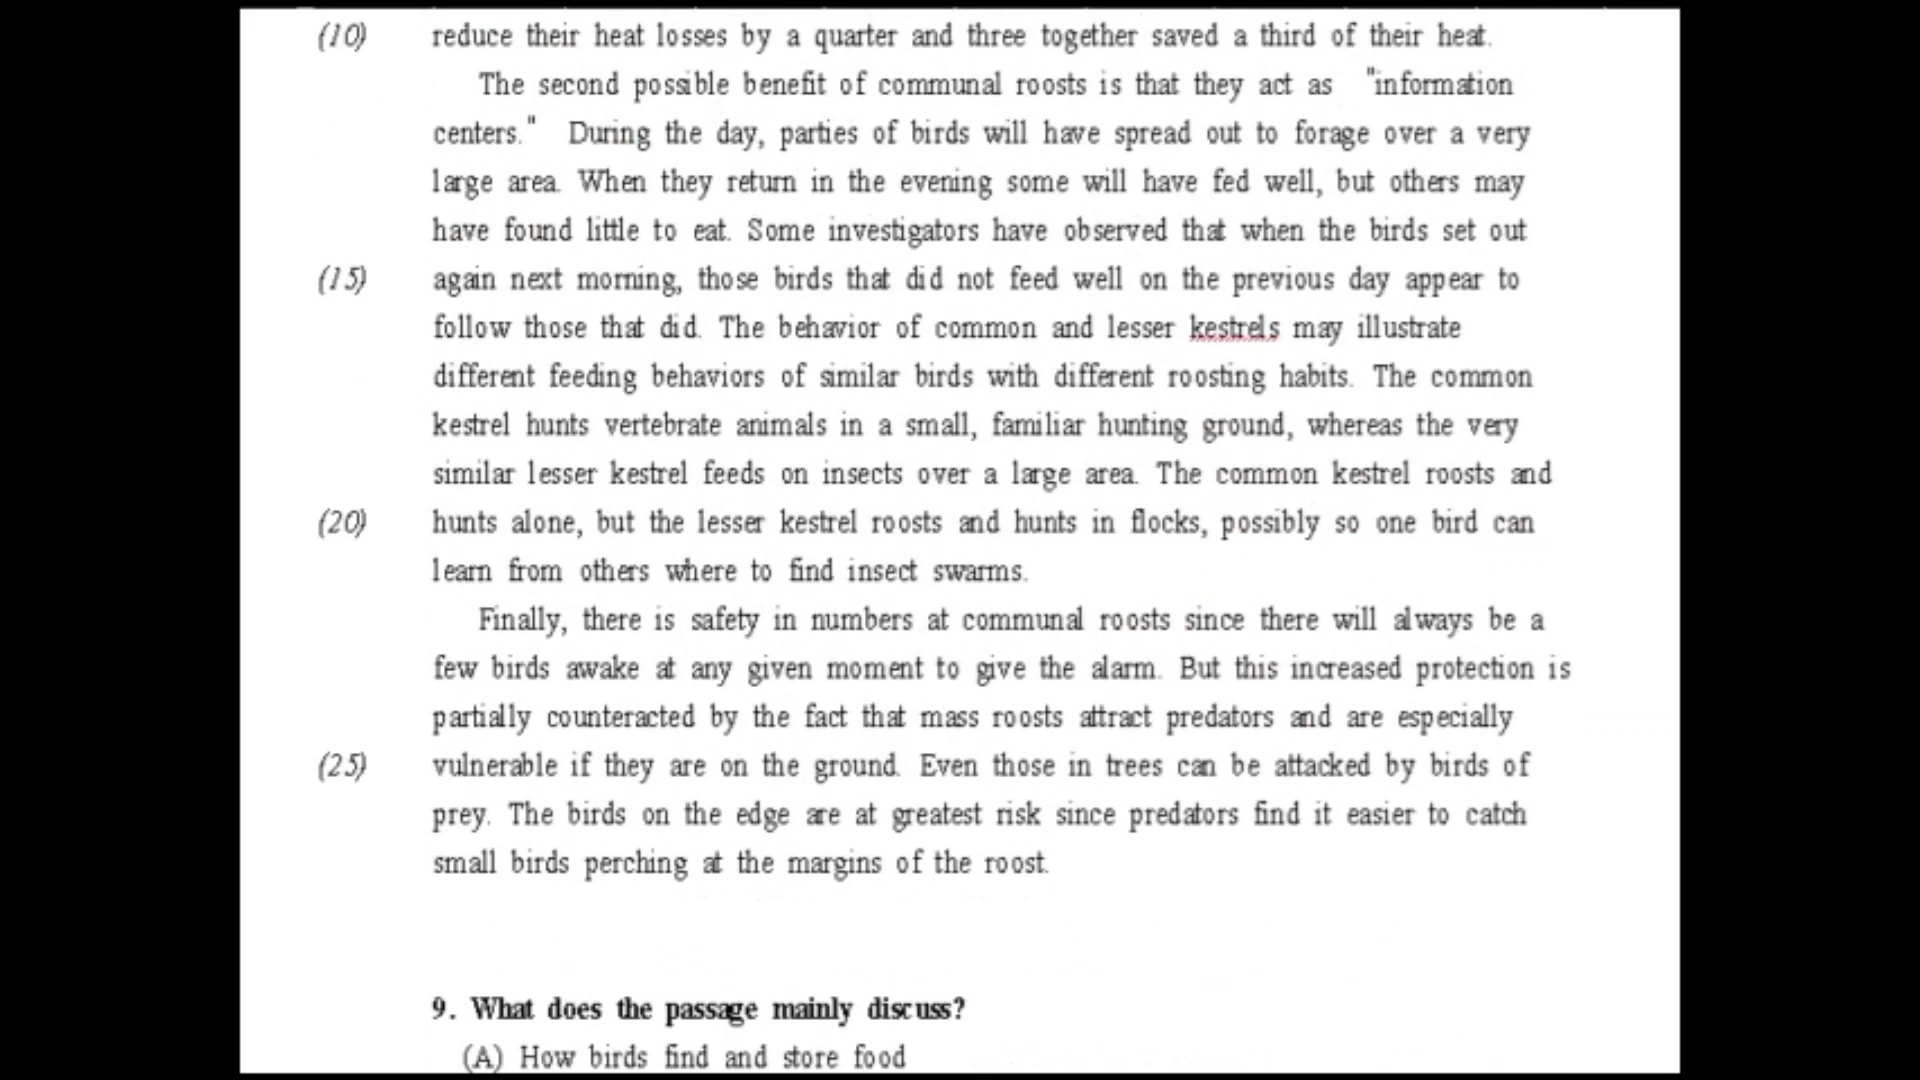 (10) reduce their heat losses by a quarter and three together saved a third of their heat.
The second possible benefit of communal roosts is that they act as "information
centers." During the day, parties of birds will have spread out to forage over a very
large area. When they return in the evening some will have fed well, but others may
have found little to eat. Some investigators have observed that when the birds set out
(15) again next morning, those birds that did not feed well on the previous day appear to
follow those that did. The behavior of common and lesser kestrels may illustrate
different feeding behaviors of similar birds with different roosting habits. The common
kestrel hunts vertebrate animals in a small, familiar hunting ground, whereas the very
similar lesser kestrel feeds on insects over a large area. The common kestrel roosts and
(20) hunts alone, but the lesser kestrel roosts and hunts in flocks, possibly so one bird can
learn from others where to find insect swarms.
Finally, there is safety in numbers at communal roosts since there will always be a
few birds awake at any given moment to give the alarm. But this increased protection is
partially counteracted by the fact that mass roosts attract predators and are especially
(25) vulnerable if they are on the ground. Even those in trees can be attacked by birds of
prey. The birds on the edge are at greatest risk since predators find it easier to catch
small birds perching at the margins of the roost.
9. What does the passage mainly discuss?
(A) How birds find and store food